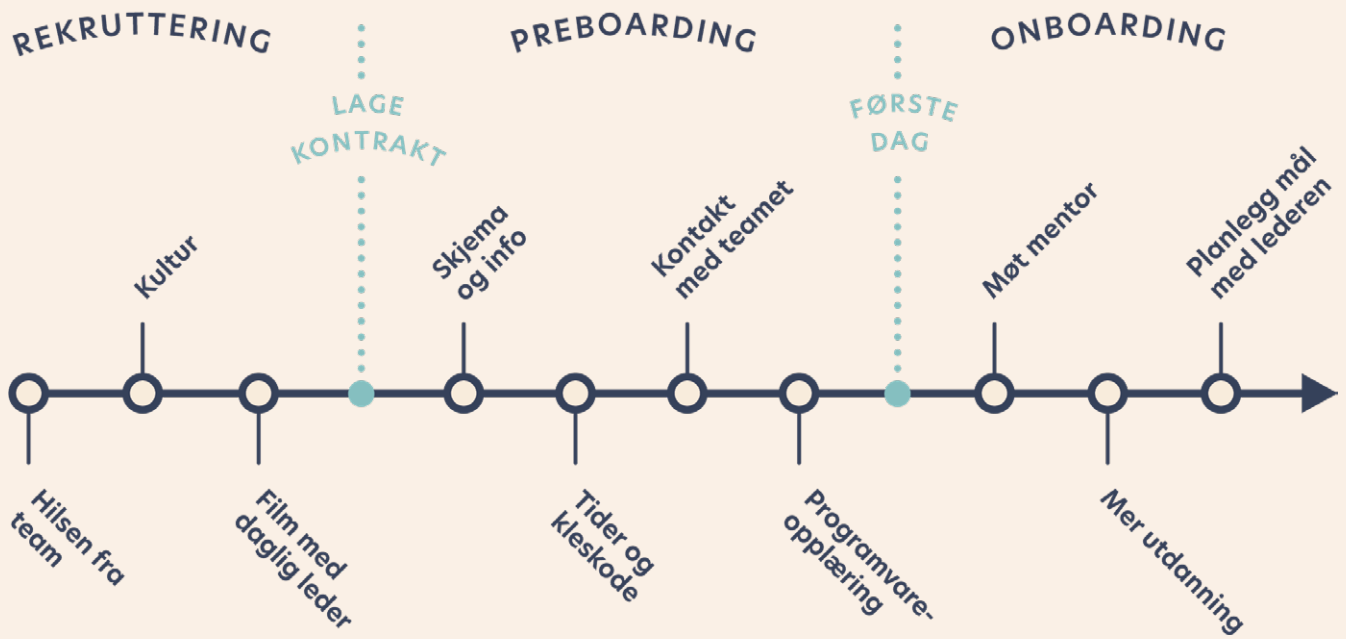 REKRUTTERING
PREBOARDING
ONBOARDING
LAGE
KONTRAKT
FØRSTE
DAG
Kultur
Skjema
og info
Kontakt
med teamet
Møt mentor
Planlegg mål
med lederen
Hilsen fra
team
Film med
daglig leder
Tider og
kleskode
Programvare-
opplæring
Mer utdanning